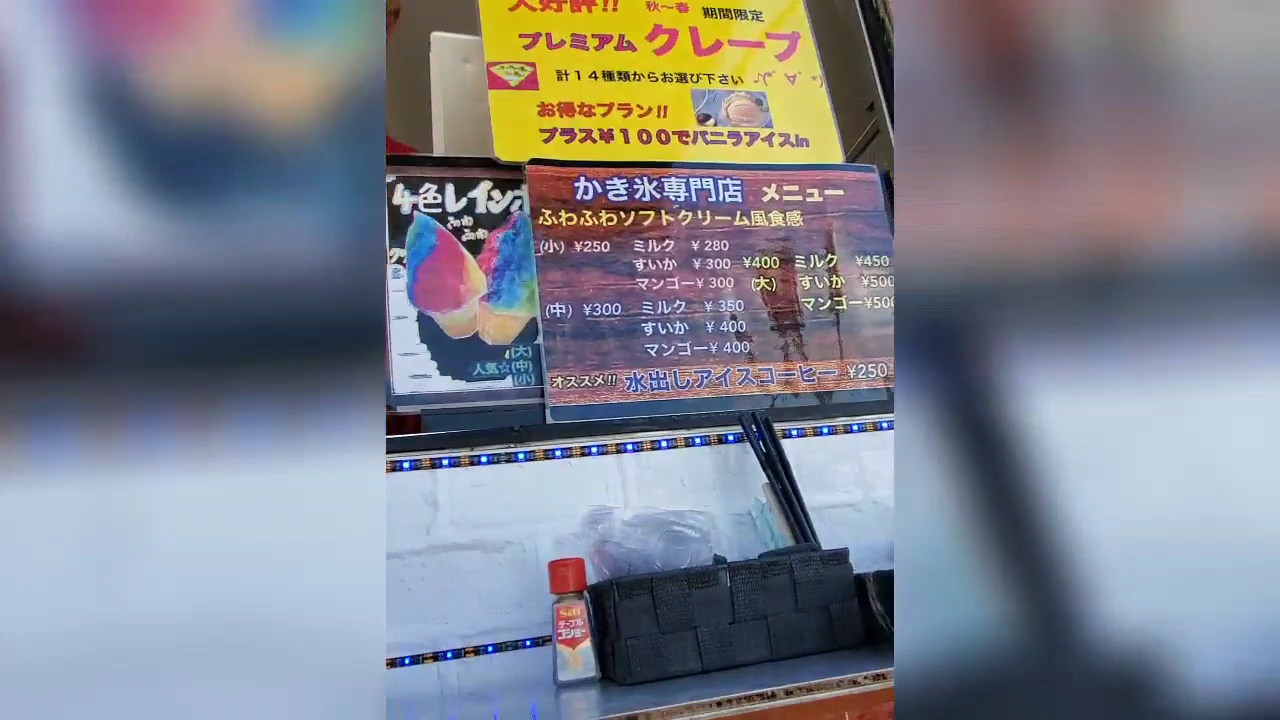 大好評!! 秋～春 期間限定
プレミアム クレープ
計１４種類からお選び下さい
お得なプラン!!
プラス¥１００でバニラアイスin
4色レインボ
ふわ
ふわ
(大)
人気☆(中)
(小)
かき氷専門店 メニュー
ふわふわソフトクリーム風食感
(小) ¥250 ミルク ¥280
すいか ¥300
マンゴー¥300
(中) ¥300 ミルク ¥350
すいか ¥400
マンゴー¥400
¥400 ミルク ¥450
(大) すいか ¥500
マンゴー¥500
オススメ!! 水出しアイスコーヒー ¥250
S&B
テーブル
コショー